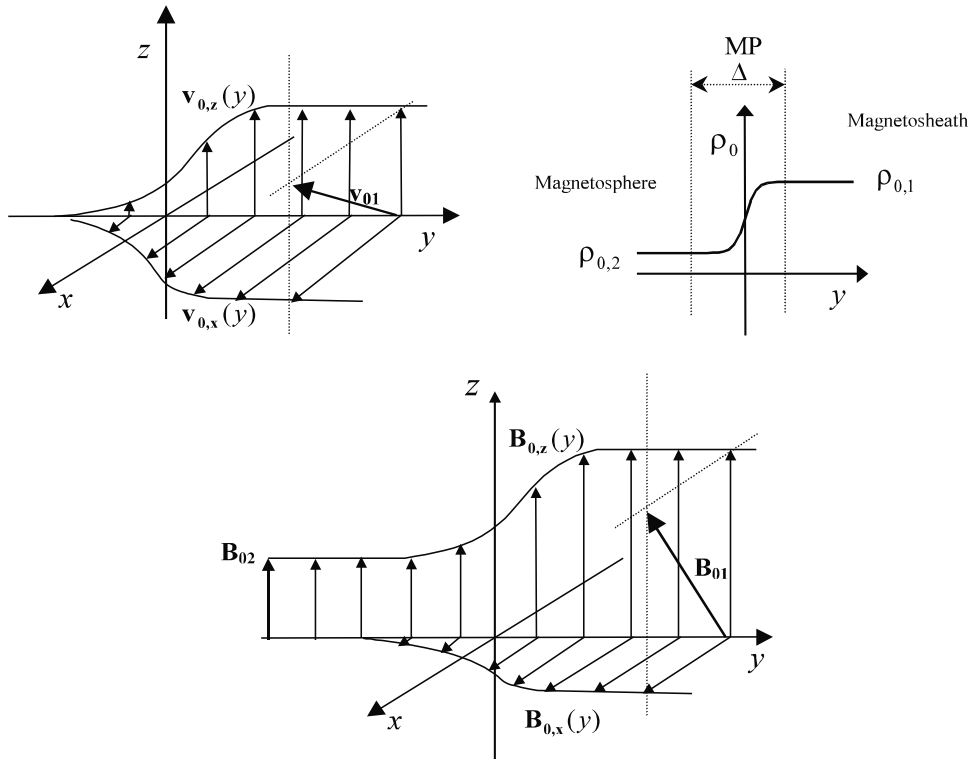 z
v₀,z(y)
v₀₁
y
x
v₀,x(y)
MP
Δ
ρ₀
Magnetosheath
Magnetosphere
ρ₀,₁
ρ₀,₂
y
z
B₀,z(y)
B₀₂
B₀₁
y
x
B₀,x(y)